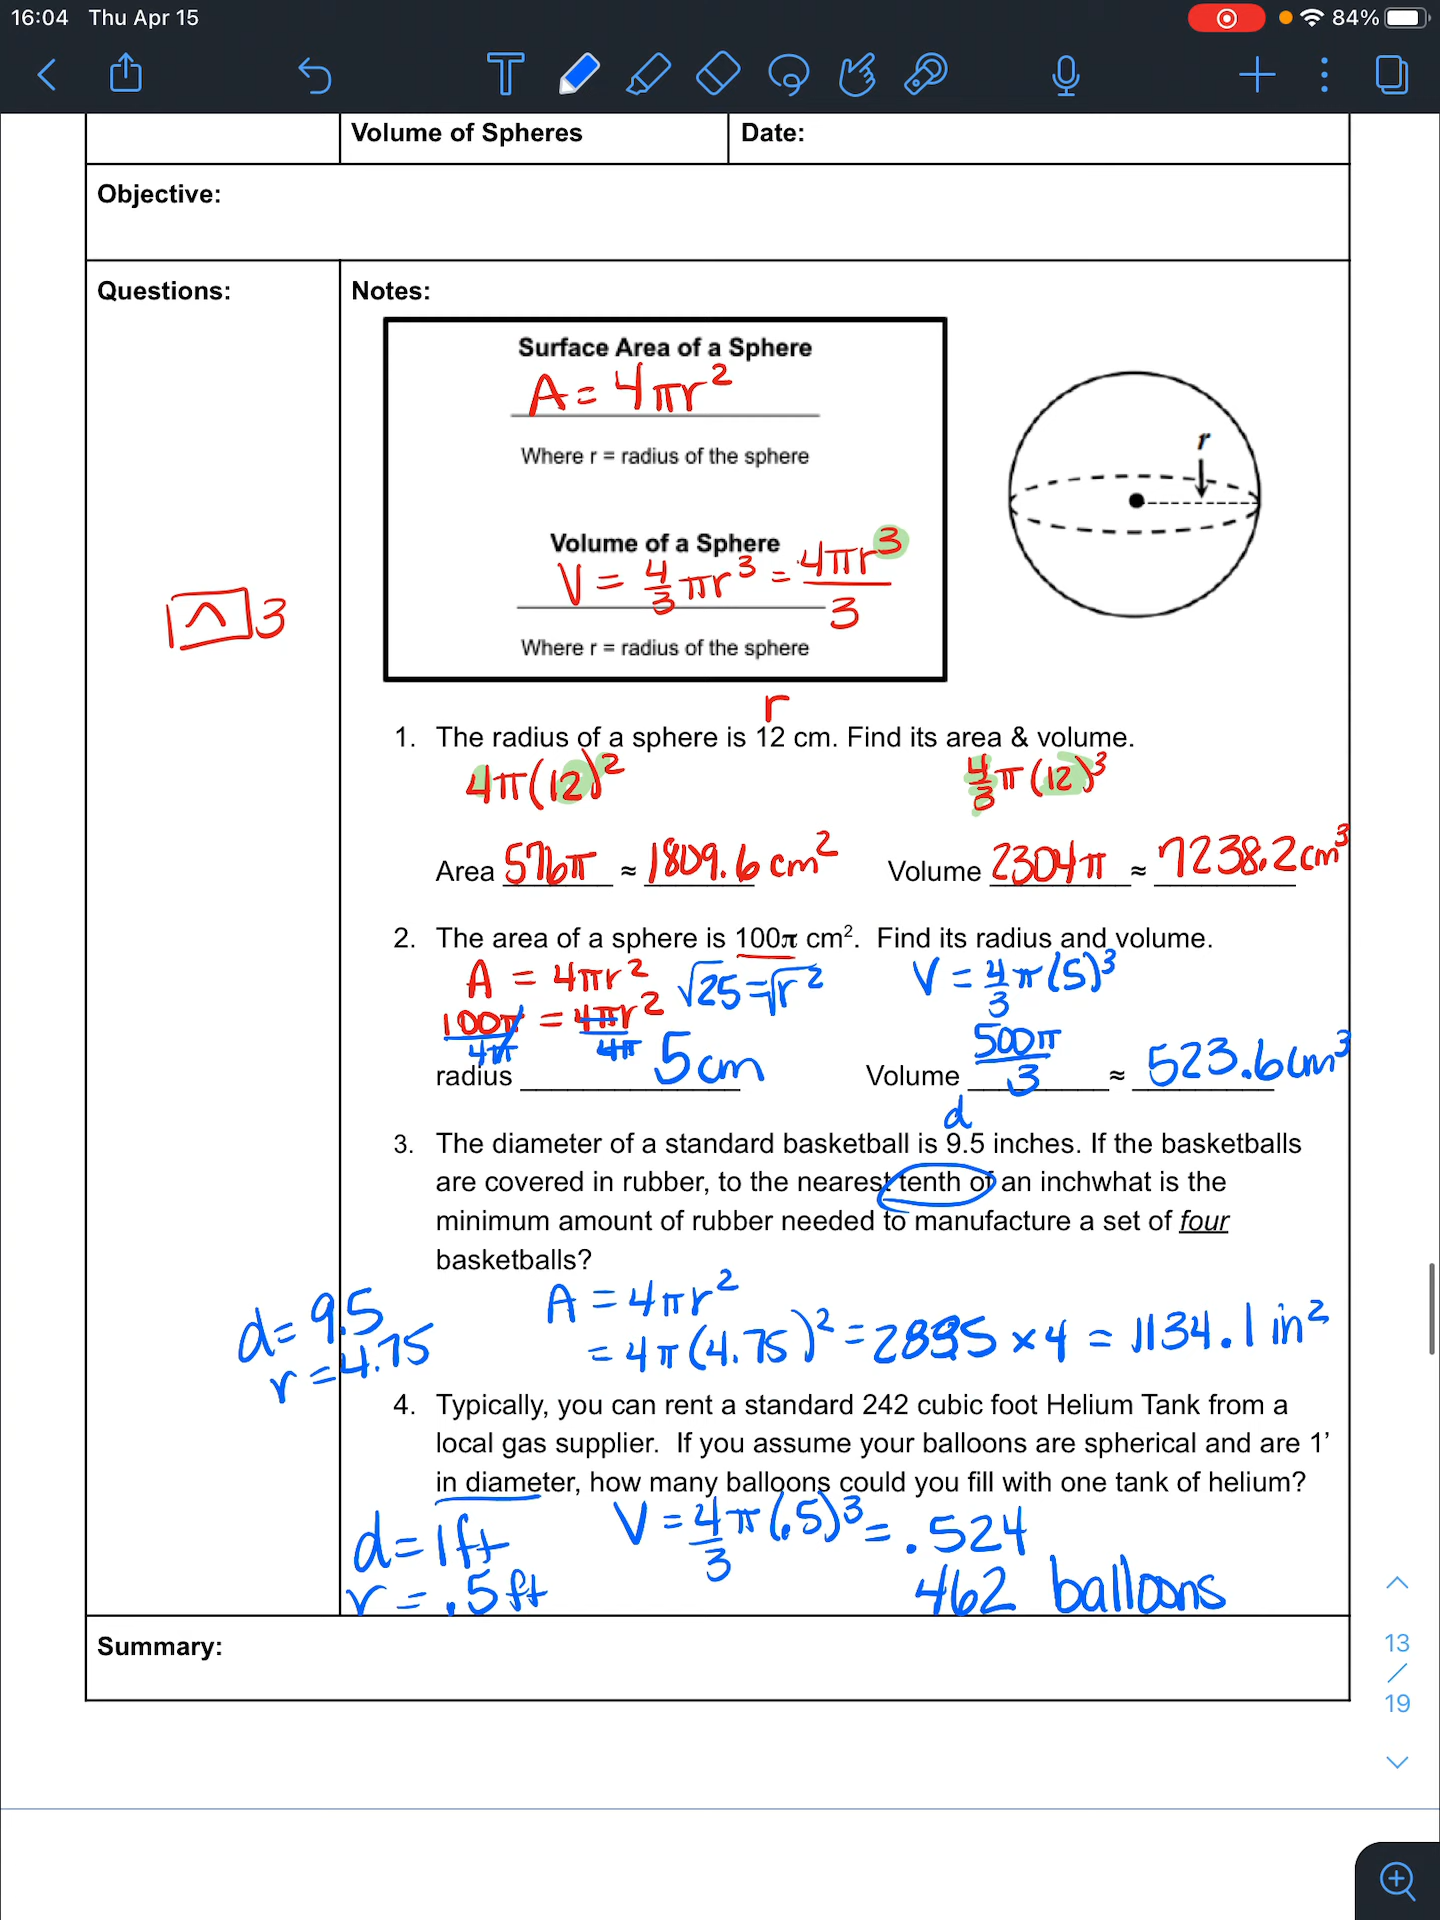 16:04 Thu Apr 15
84%
Volume of Spheres
Date:
Objective:
Questions:
Notes:
Surface Area of a Sphere
A = 4πr²
Where r = radius of the sphere
r
Volume of a Sphere
V = 4/3 πr³ = 4πr³/3
Where r = radius of the sphere
^ 3
r
1. The radius of a sphere is 12 cm. Find its area & volume.
4π(12)² 4/3 π(12)³
Area 576π ≈ 1809.6 cm² Volume 2304π ≈ 7238.2 cm³
2. The area of a sphere is 100π cm². Find its radius and volume.
A = 4πr² √25 = √r² V = 4/3 π(5)³
100π/4π = 4πr²/4π
radius 5cm Volume 500π/3 ≈ 523.6 cm³
d
3. The diameter of a standard basketball is 9.5 inches. If the basketballs
are covered in rubber, to the nearest tenth of an inchwhat is the
minimum amount of rubber needed to manufacture a set of four
basketballs?
d = 9.5
r = 4.75
A = 4πr²
= 4π(4.75)² = 283.5 × 4 = 1134.1 in²
4. Typically, you can rent a standard 242 cubic foot Helium Tank from a
local gas supplier. If you assume your balloons are spherical and are 1’
in diameter, how many balloons could you fill with one tank of helium?
d = 1ft V = 4/3 π(.5)³ = .524
r = .5ft 462 balloons
Summary:
13
/
19